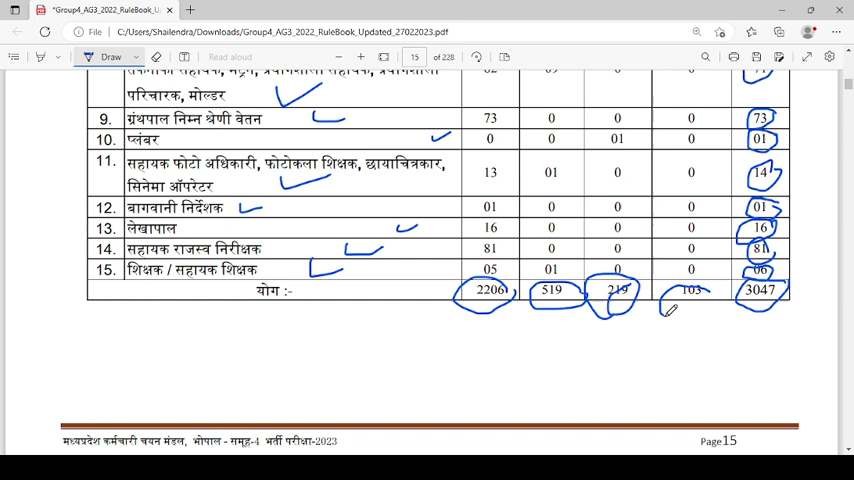 *Group4_AG3_2022_RuleBook_U
File
C:/Users/Shailendra/Downloads/Group4_AG3_2022_RuleBook_Updated_27022023.pdf
Draw
Read aloud
15 of 228
परिचारक, मोल्डर
9. ग्रंथपाल निम्न श्रेणी वेतन 73 0 0 0 73
10. प्लंबर 0 0 01 0 01
11. सहायक फोटो अधिकारी, फोटोकला शिक्षक, छायाचित्रकार,
सिनेमा ऑपरेटर 13 01 0 0 14
12. बागवानी निर्देशक 01 0 0 0 01
13. लेखापाल 16 0 0 0 16
14. सहायक राजस्व निरीक्षक 81 0 0 0 81
15. शिक्षक / सहायक शिक्षक 05 01 0 0 06
योग :- 2206 519 219 103 3047
मध्यप्रदेश कर्मचारी चयन मंडल, भोपाल - समूह-4 भर्ती परीक्षा-2023
Page15